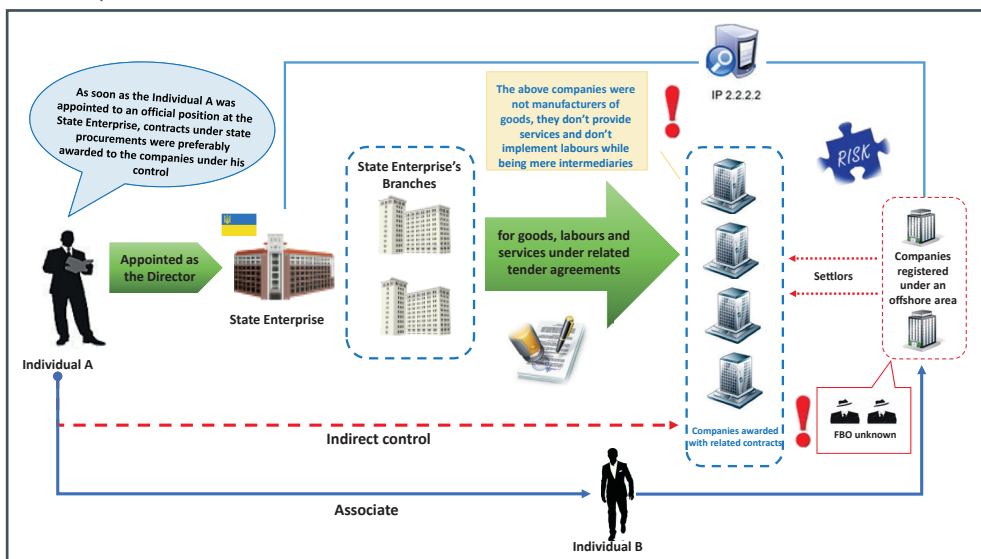 As soon as the Individual A was
appointed to an official position at the
State Enterprise, contracts under state
procurements were preferably
awarded to the companies under his
control
IP 2.2.2.2
The above companies were
not manufacturers of
goods, they don't provide
services and don't
implement labours while
being mere intermediaries
RISK
State Enterprise's
Branches
Appointed as
the Director
State Enterprise
for goods, labours and
services under related
tender agreements
Settlors
Companies
registered
under an
offshore area
Individual A
Indirect control
Companies awarded
with related contracts
FBO unknown
Associate
Individual B